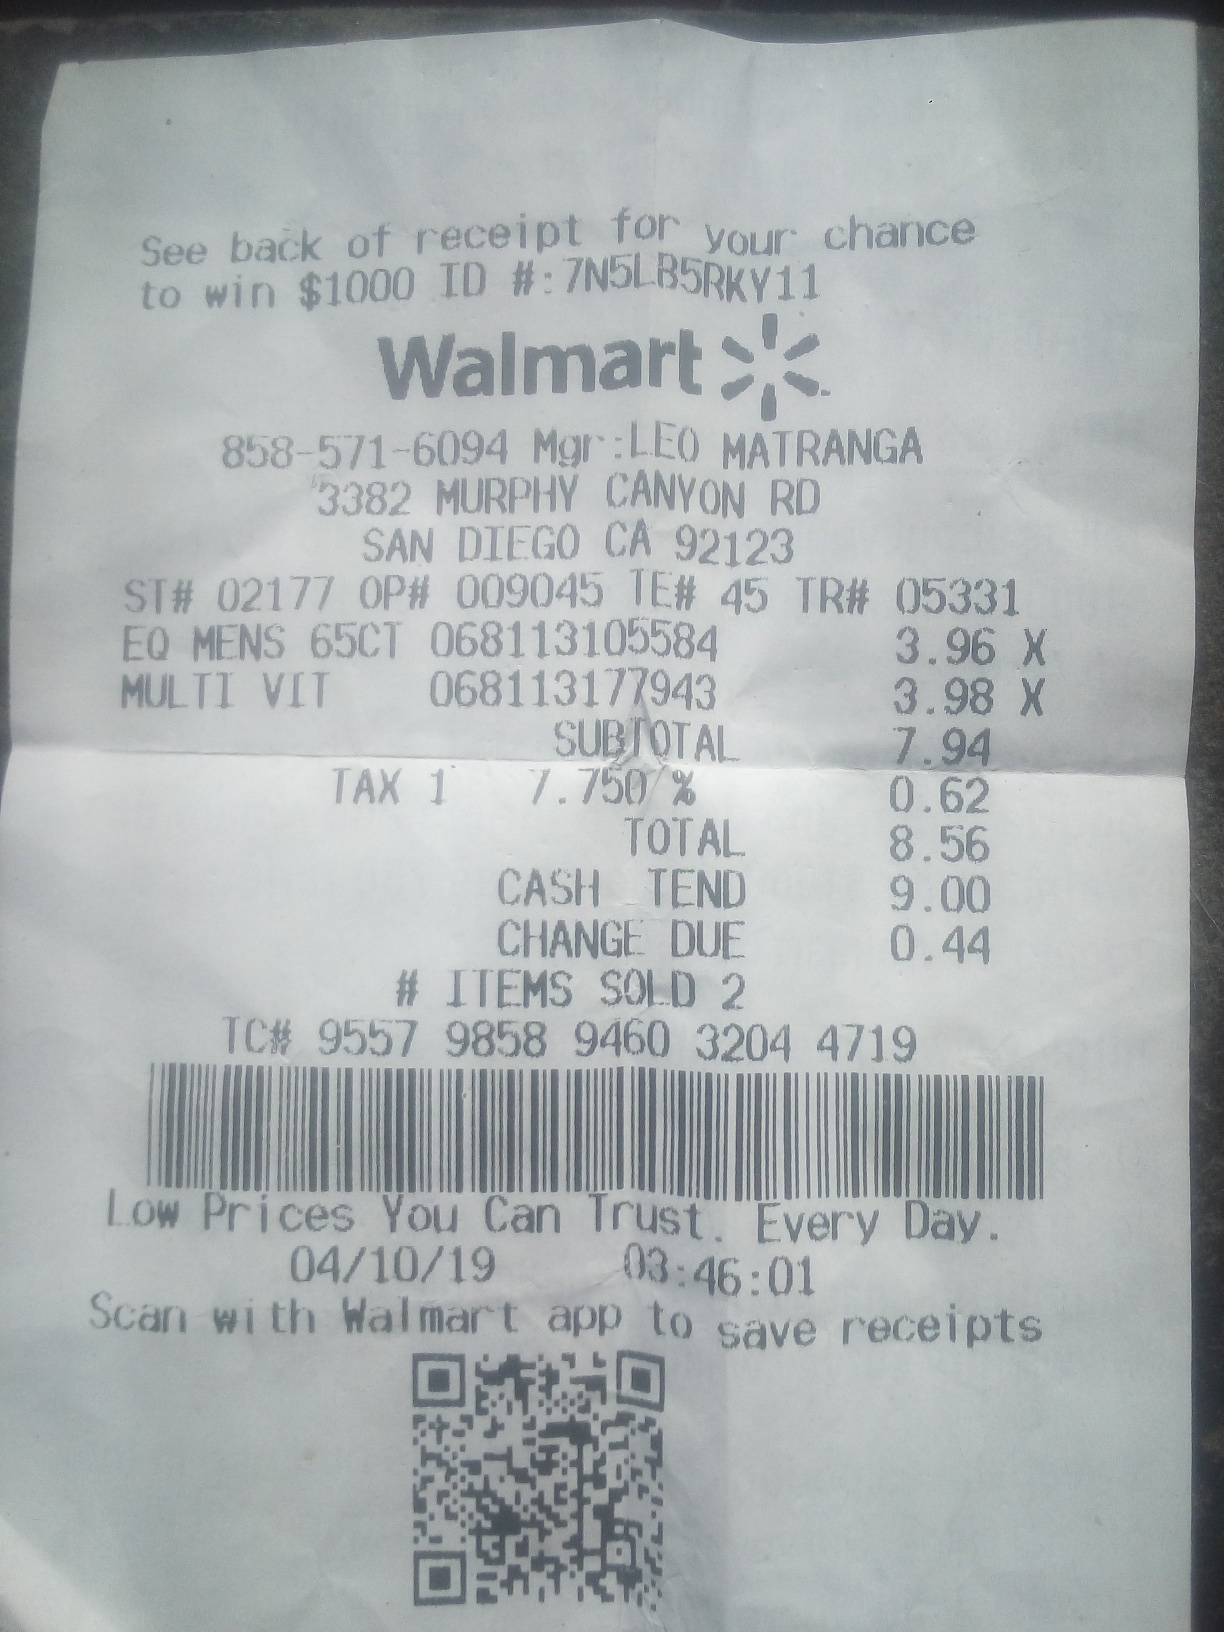 See back of receipt for your chance
to win $1000 ID #:7N5LB5RKY11
Walmart
858-571-6094 Mgr:LEO MATRANGA
3382 MURPHY CANYON RD
SAN DIEGO CA 92123
ST# 02177 OP# 009045 TE# 45 TR# 05331
EQ MENS 65CT 068113105584 3.96 X
MULTI VIT 068113177943 3.98 X
SUBTOTAL 7.94
TAX 1 7.750 % 0.62
TOTAL 8.56
CASH TEND 9.00
CHANGE DUE 0.44
# ITEMS SOLD 2
TC# 9557 9858 9460 3204 4719
Low Prices You Can Trust. Every Day.
04/10/19 03:46:01
Scan with Walmart app to save receipts